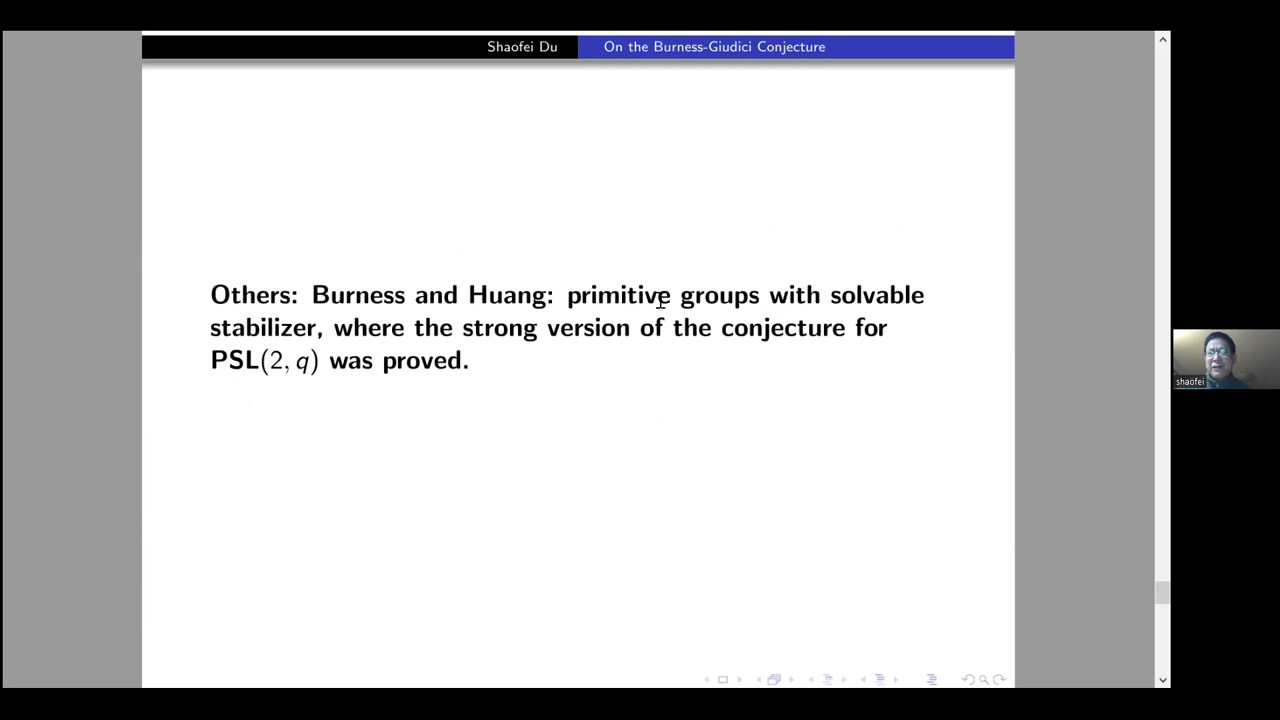 Shaofei Du On the Burness-Giudici Conjecture
Others: Burness and Huang: primitive groups with solvable
stabilizer, where the strong version of the conjecture for
PSL(2, q) was proved.
shaofei